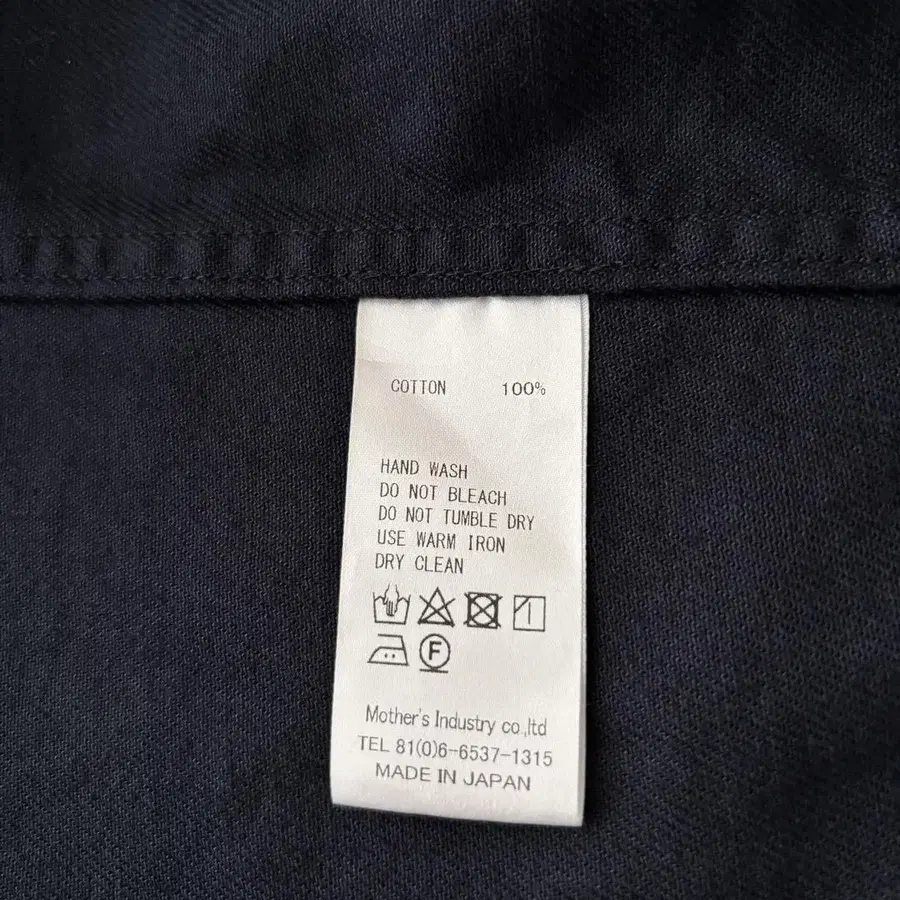 COTTON 100%
HAND WASH
DO NOT BLEACH
DO NOT TUMBLE DRY
USE WARM IRON
DRY CLEAN
F
Mother's Industry co.,ltd
TEL 81(0)6-6537-1315
MADE IN JAPAN